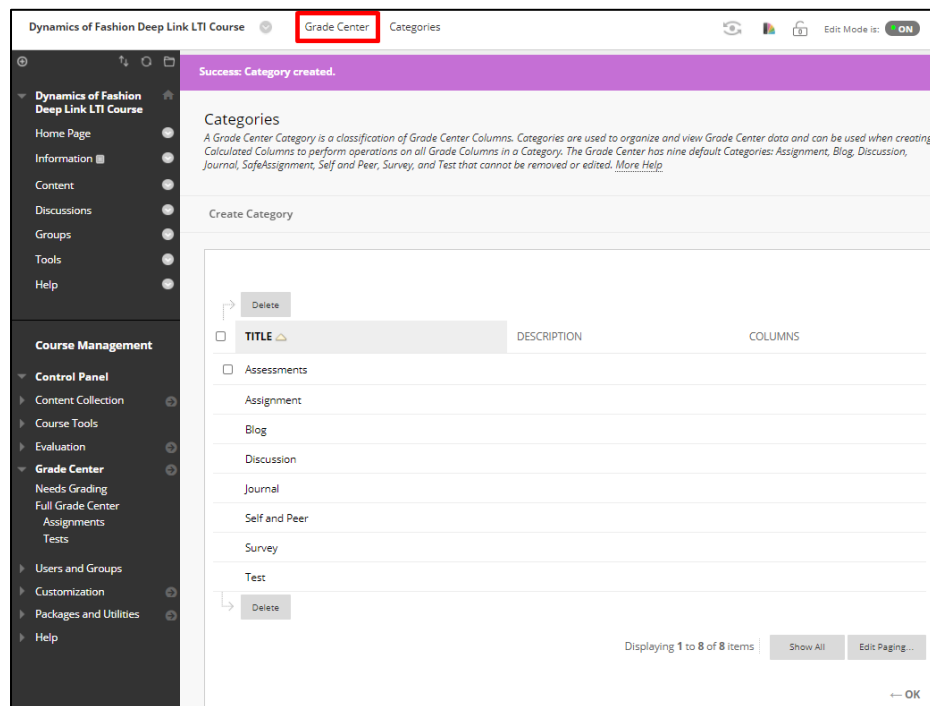 Dynamics of Fashion Deep Link LTI Course
Grade Center
Categories
0
Edit Mode is:
ON
Dynamics of Fashion
Deep Link LTI Course
Home Page
Information
Content
Discussions
Groups
Tools
Help
Course Management
Control Panel
Content Collection
Course Tools
Evaluation
Grade Center
Needs Grading
Full Grade Center
Assignments
Tests
Users and Groups
Customization
Packages and Utilities
Help
Success: Category created.
Categories
A Grade Center Category is a classification of Grade Center Columns. Categories are used to organize and view Grade Center data and can be used when creating
Calculated Columns to perform operations on all Grade Columns in a Category. The Grade Center has nine default Categories: Assignment, Blog, Discussion,
Journal, SafeAssignment, Self and Peer, Survey, and Test that cannot be removed or edited. More Help
Create Category
Delete
TITLE DESCRIPTION COLUMNS
Assessments
Assignment
Blog
Discussion
Journal
Self and Peer
Survey
Test
Delete
Displaying 1 to 8 of 8 items
Show All
Edit Paging...
← OK